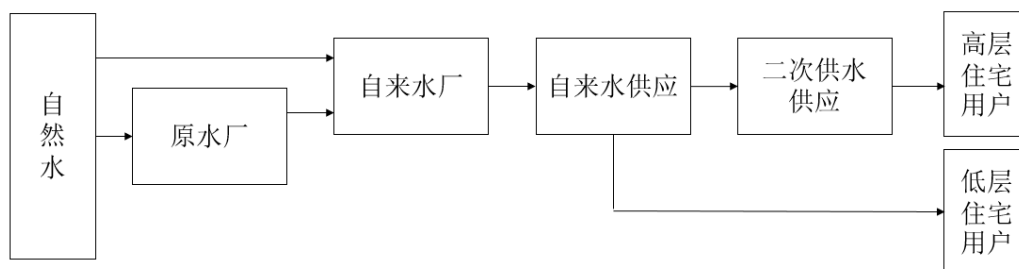 自
然
水
原水厂
自来水厂
自来水供应
二次供水
供应
高层
住宅
用户
低层
住宅
用户